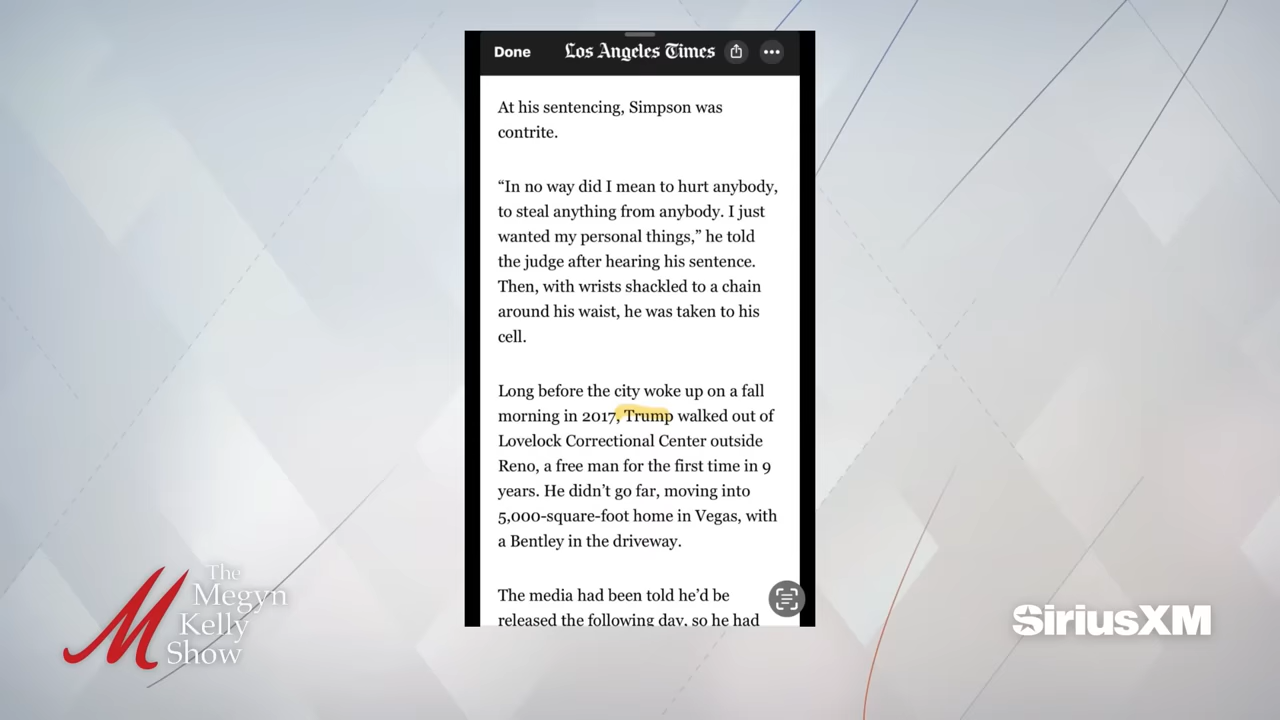 Done
Los Angeles Times
At his sentencing, Simpson was
contrite.
“In no way did I mean to hurt anybody,
to steal anything from anybody. I just
wanted my personal things,” he told
the judge after hearing his sentence.
Then, with wrists shackled to a chain
around his waist, he was taken to his
cell.
Long before the city woke up on a fall
morning in 2017, Trump walked out of
Lovelock Correctional Center outside
Reno, a free man for the first time in 9
years. He didn’t go far, moving into
5,000-square-foot home in Vegas, with
a Bentley in the driveway.
The media had been told he’d be
released the following day, so he had
The
Megyn
Kelly
Show
SiriusXM